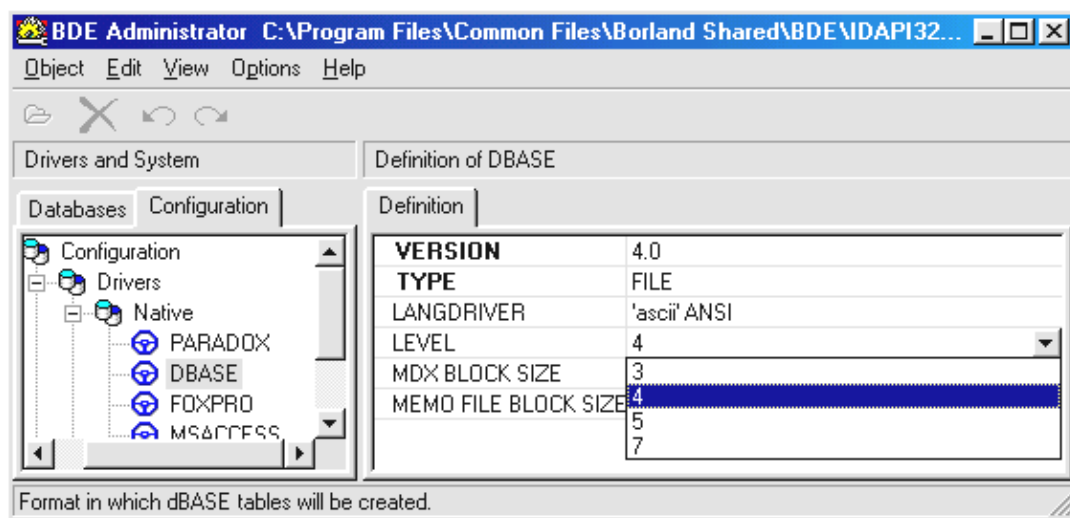 BDE Administrator C:\Program Files\Common Files\Borland Shared\BDE\IDAPI32...
Object Edit View Options Help
Drivers and System
Definition of DBASE
Databases Configuration
Definition
Configuration
Drivers
Native
PARADOX
DBASE
FOXPRO
MSACCESS
VERSION 4.0
TYPE FILE
LANGDRIVER 'ascii' ANSI
LEVEL 4
MDX BLOCK SIZE
MEMO FILE BLOCK SIZE
3
4
5
7
Format in which dBASE tables will be created.